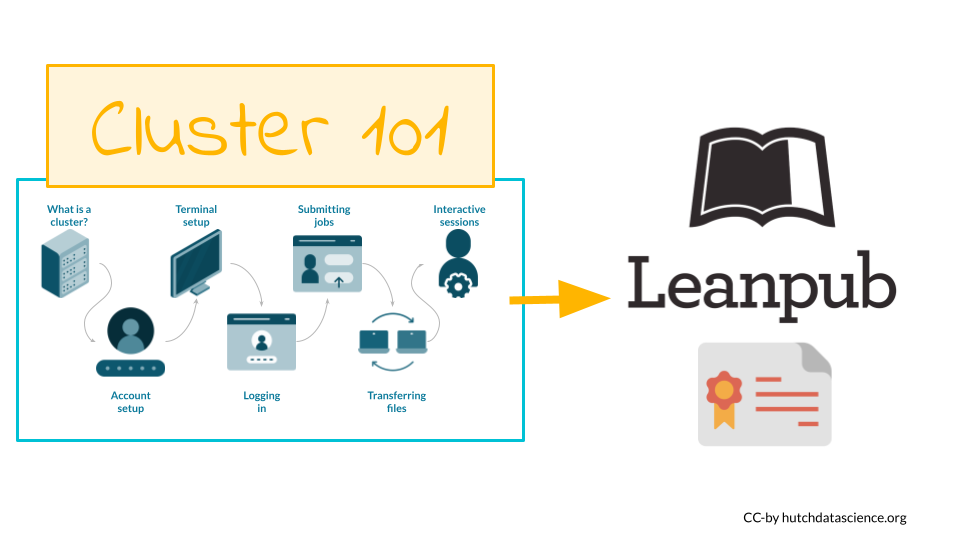 Cluster 101
What is a
cluster?
Terminal
setup
Submitting
jobs
Interactive
sessions
Account
setup
Logging
in
Transferring
files
Leanpub
CC-by hutchdatascience.org